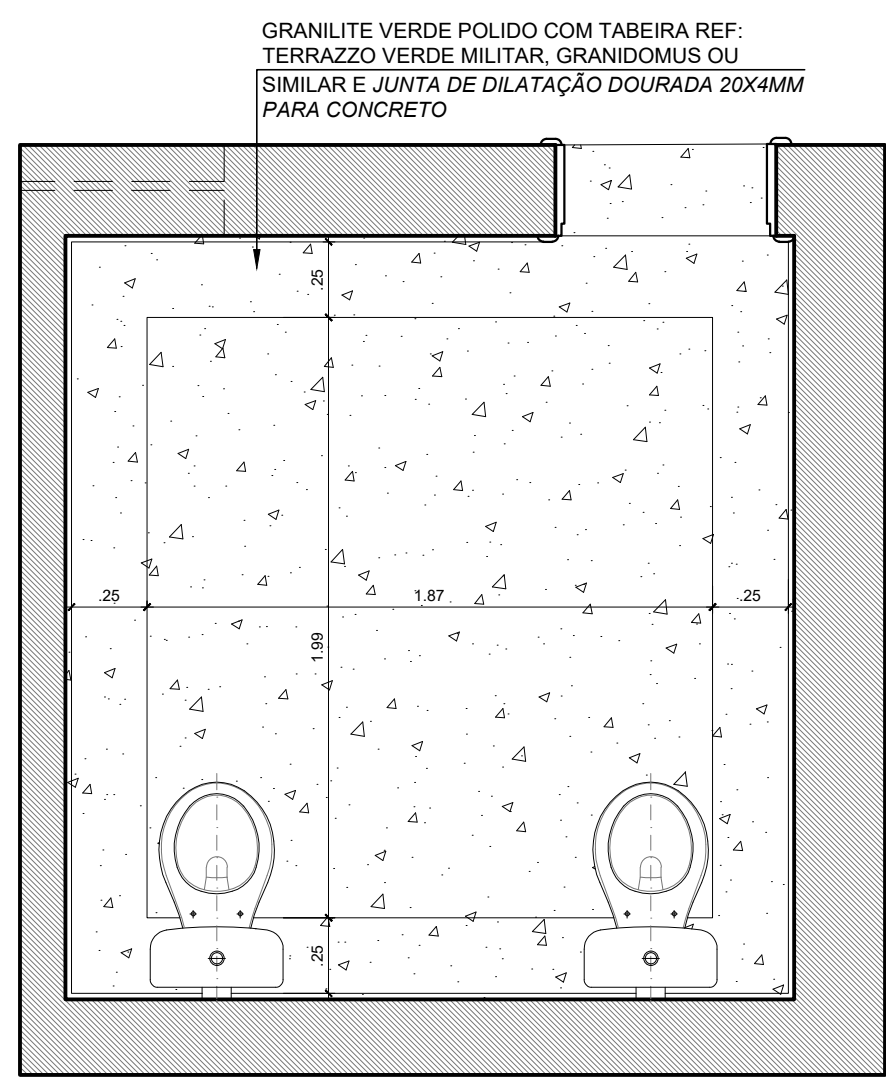 GRANILITE VERDE POLIDO COM TABEIRA REF:
TERRAZZO VERDE MILITAR, GRANIDOMUS OU
SIMILAR E JUNTA DE DILATAÇÃO DOURADA 20X4MM
PARA CONCRETO
.25
.25
1.87
.25
1.99
.25